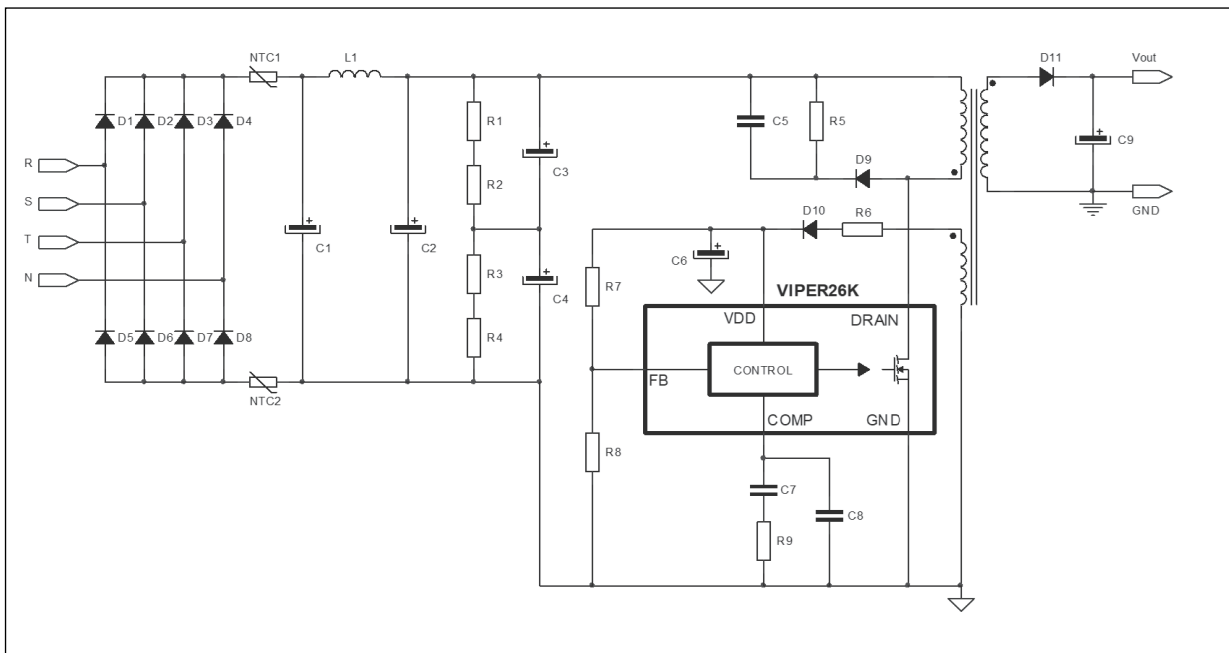 NTC1
L1
D11
Vout
D1
D2
D3
D4
R1
C5
R5
C9
R
R2
C3
D9
S
GND
T
D10
R6
N
C1
C2
R3
C4
C6
R7
VIPER26K
VDD
DRAIN
D5
D6
D7
D8
R4
CONTROL
FB
NTC2
COMP
GND
R8
C7
C8
R9